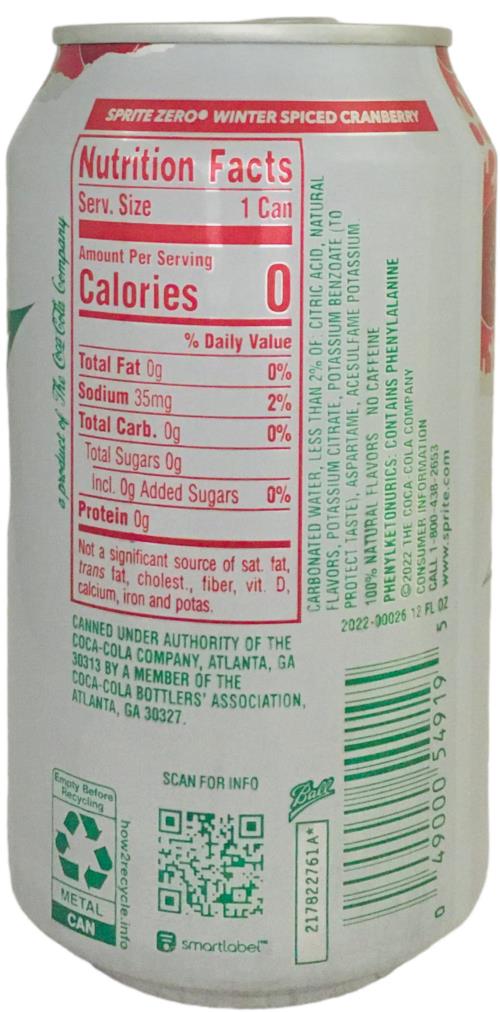 SPRITE ZERO® WINTER SPICED CRANBERRY
Nutrition Facts
Serv. Size 1 Can
Amount Per Serving
Calories 0
% Daily Value
Total Fat 0g 0%
Sodium 35mg 2%
Total Carb. 0g 0%
Total Sugars 0g
incl. 0g Added Sugars 0%
Protein 0g
Not a significant source of sat. fat,
trans fat, cholest., fiber, vit. D,
calcium, iron and potas.
a product of The Coca-Cola Company
CANNED UNDER AUTHORITY OF THE
COCA-COLA COMPANY, ATLANTA, GA
30313 BY A MEMBER OF THE
COCA-COLA BOTTLERS' ASSOCIATION,
ATLANTA, GA 30327.
CARBONATED WATER, LESS THAN 2% OF: CITRIC ACID, NATURAL
FLAVORS, POTASSIUM CITRATE, POTASSIUM BENZOATE (TO
PROTECT TASTE), ASPARTAME, ACESULFAME POTASSIUM.
100% NATURAL FLAVORS NO CAFFEINE
PHENYLKETONURICS: CONTAINS PHENYLALANINE
©2022 THE COCA-COLA COMPANY
CONSUMER INFORMATION
CALL 1-800-438-2653
www.sprite.com
2022-00026 12 FL OZ
0 49000 54919 5
Empty Before
Recycling
METAL
CAN
how2recycle.info
SCAN FOR INFO
smartlabel™
Ball
217822761A*